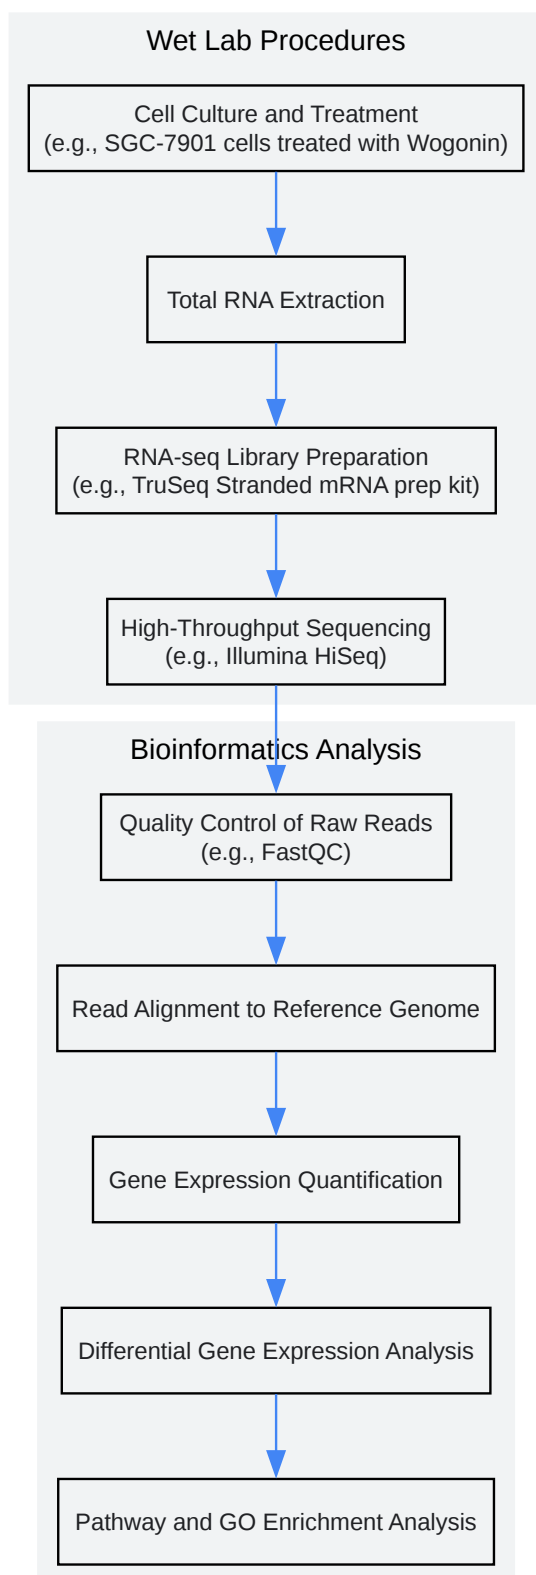 Wet Lab Procedures
Cell Culture and Treatment
(e.g., SGC-7901 cells treated with Wogonin)
Total RNA Extraction
RNA-seq Library Preparation
(e.g., TruSeq Stranded mRNA prep kit)
High-Throughput Sequencing
(e.g., Illumina HiSeq)
Bioinformatics Analysis
Quality Control of Raw Reads
(e.g., FastQC)
Read Alignment to Reference Genome
Gene Expression Quantification
Differential Gene Expression Analysis
Pathway and GO Enrichment Analysis